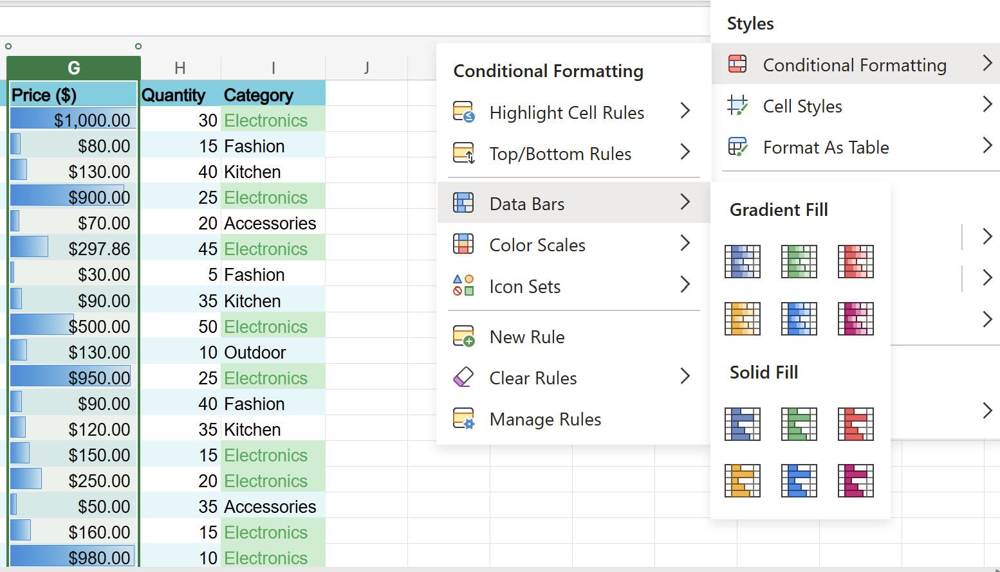 G H I J
Price ($) Quantity Category
$1,000.00 30 Electronics
$80.00 15 Fashion
$130.00 40 Kitchen
$900.00 25 Electronics
$70.00 20 Accessories
$297.86 45 Electronics
$30.00 5 Fashion
$90.00 35 Kitchen
$500.00 50 Electronics
$130.00 10 Outdoor
$950.00 25 Electronics
$90.00 40 Fashion
$120.00 35 Kitchen
$150.00 15 Electronics
$250.00 20 Electronics
$50.00 35 Accessories
$160.00 15 Electronics
$980.00 10 Electronics
Conditional Formatting
Highlight Cell Rules
Top/Bottom Rules
Data Bars
Color Scales
Icon Sets
New Rule
Clear Rules
Manage Rules
Styles
Conditional Formatting
Cell Styles
Format As Table
Gradient Fill
Solid Fill